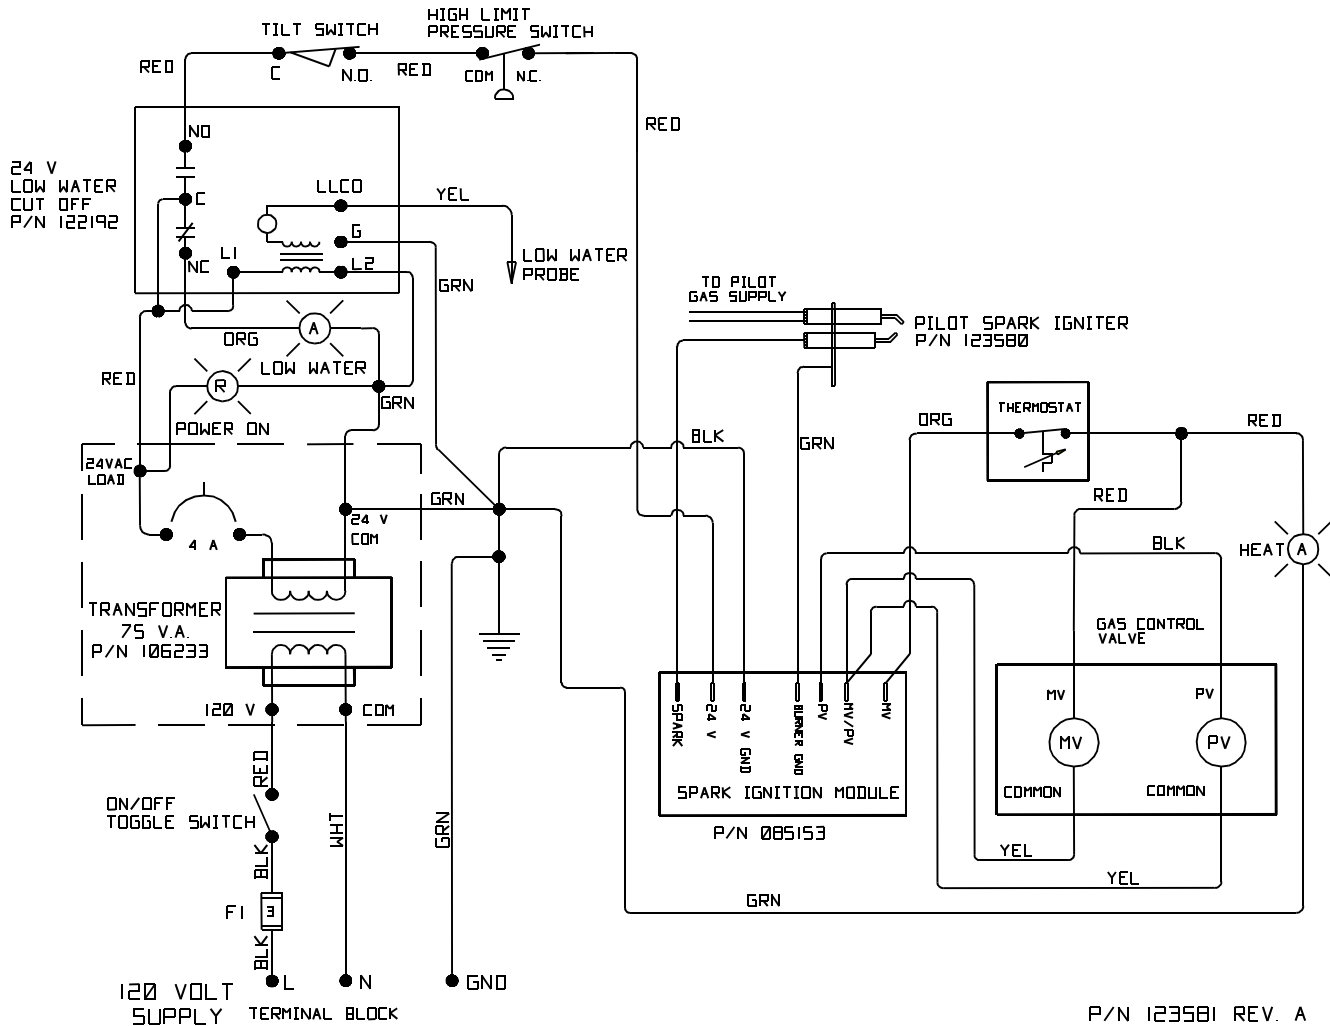 HIGH LIMIT
PRESSURE SWITCH
TILT SWITCH
RED
C
N.O.
RED
COM
N.C.
RED
NO
24 V
LOW WATER
CUT OFF
P/N 122192
C
LLCO
YEL
G
L1
L2
NC
LOW WATER
PROBE
GRN
TO PILOT
GAS SUPPLY
PILOT SPARK IGNITER
P/N 123580
A
ORG
LOW WATER
RED
R
GRN
POWER ON
THERMOSTAT
ORG
RED
BLK
GRN
24VAC
LOAD
GRN
RED
24 V
COM
4 A
BLK
HEAT
A
TRANSFORMER
75 V.A.
P/N 106233
GAS CONTROL
VALVE
120 V
COM
MV
PV
SPARK
24 V
24 V GND
BURNER GND
PV
MV/PV
MV
MV
PV
SPARK IGNITION MODULE
COMMON
COMMON
P/N 085153
RED
ON/OFF
TOGGLE SWITCH
WHT
GRN
BLK
YEL
YEL
GRN
F1
3
BLK
L
N
GND
120 VOLT
SUPPLY
TERMINAL BLOCK
P/N 123581 REV. A